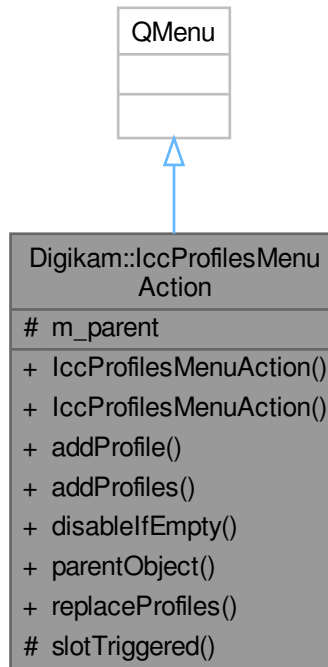 QMenu
Digikam::IccProfilesMenu
Action
# m_parent
+ IccProfilesMenuAction()
+ IccProfilesMenuAction()
+ addProfile()
+ addProfiles()
+ disableIfEmpty()
+ parentObject()
+ replaceProfiles()
# slotTriggered()